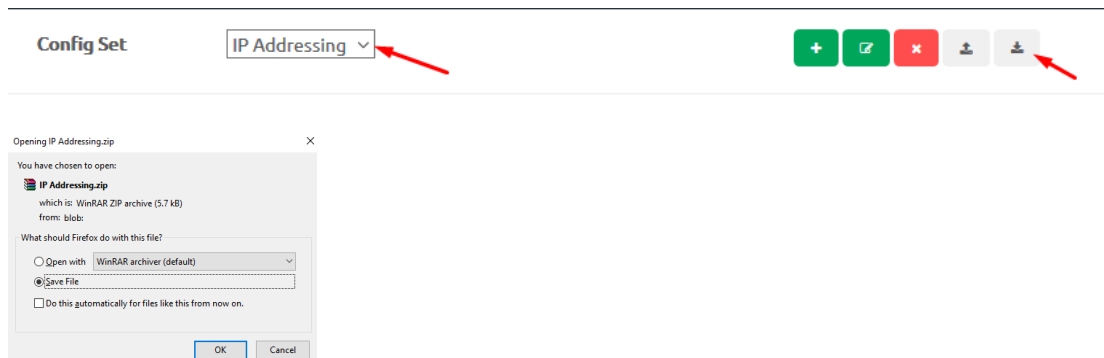 Config Set
IP Addressing
Opening IP Addressing.zip
You have chosen to open:
IP Addressing.zip
which is: WinRAR ZIP archive (5.7 kB)
from: blob:
What should Firefox do with this file?
Open with WinRAR archiver (default)
Save File
Do this automatically for files like this from now on.
OK Cancel